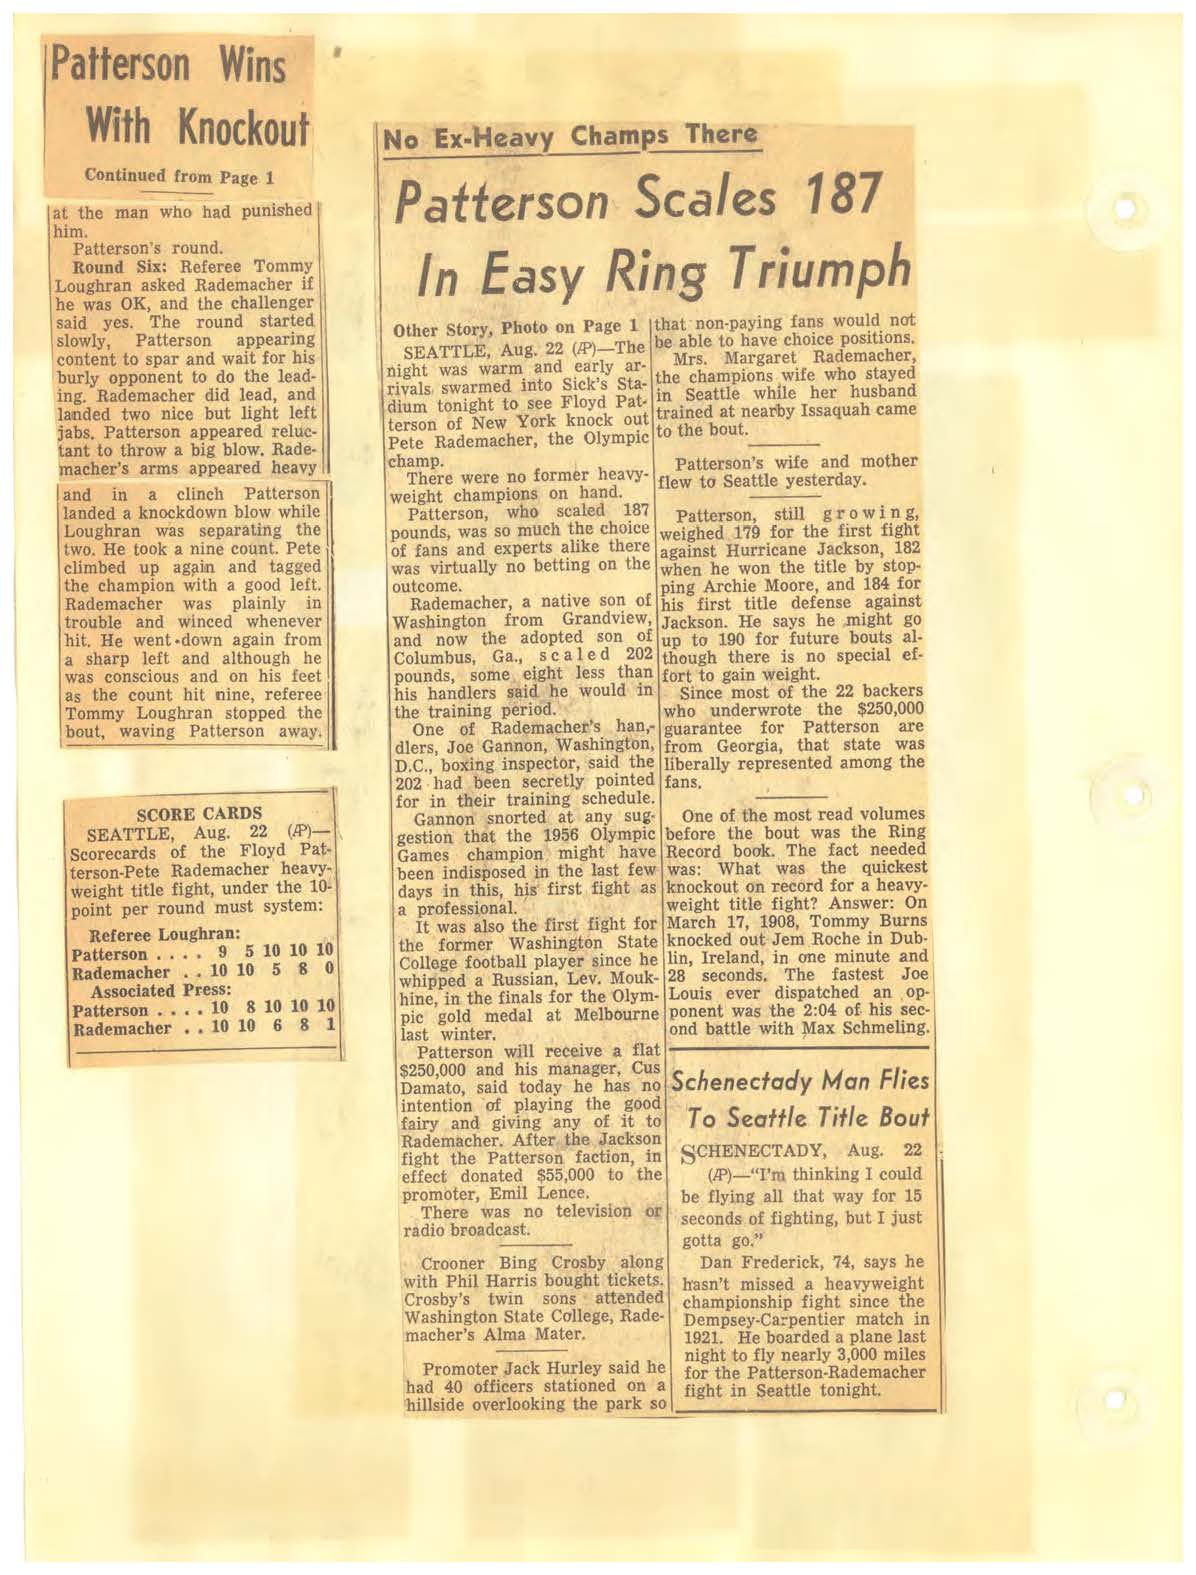 Patterson Wins
With Knockout
Continued from Page 1
at the man who had punished
him.
Patterson's round.
Round Six: Referee Tommy
Loughran asked Rademacher if
he was OK, and the challenger
said yes. The round started
slowly, Patterson appearing
content to spar and wait for his
burly opponent to do the lead-
ing. Rademacher did lead, and
landed two nice but light left
jabs. Patterson appeared reluc-
tant to throw a big blow. Rade-
macher's arms appeared heavy
and in a clinch Patterson
landed a knockdown blow while
Loughran was separating the
two. He took a nine count. Pete
climbed up again and tagged
the champion with a good left.
Rademacher was plainly in
trouble and winced whenever
hit. He went down again from
a sharp left and although he
was conscious and on his feet
as the count hit nine, referee
Tommy Loughran stopped the
bout, waving Patterson away.
SCORE CARDS
SEATTLE, Aug. 22 (AP)—
Scorecards of the Floyd Pat-
terson-Pete Rademacher heavy-
weight title fight, under the 10-
point per round must system:
Referee Loughran:
Patterson . . . . 9 5 10 10 10
Rademacher . . 10 10 5 8 0
Associated Press:
Patterson . . . . 10 8 10 10 10
Rademacher . . 10 10 6 8 1
No Ex-Heavy Champs There
Patterson Scales 187
In Easy Ring Triumph
Other Story, Photo on Page 1
SEATTLE, Aug. 22 (AP)—The
night was warm and early ar-
rivals swarmed into Sick's Sta-
dium tonight to see Floyd Pat-
terson of New York knock out
Pete Rademacher, the Olympic
champ.
There were no former heavy-
weight champions on hand.
Patterson, who scaled 187
pounds, was so much the choice
of fans and experts alike there
was virtually no betting on the
outcome.
Rademacher, a native son of
Washington from Grandview,
and now the adopted son of
Columbus, Ga., scaled 202
pounds, some eight less than
his handlers said he would in
the training period.
One of Rademacher's han,-
dlers, Joe Gannon, Washington,
D.C., boxing inspector, said the
202 had been secretly pointed
for in their training schedule.
Gannon snorted at any sug-
gestion that the 1956 Olympic
Games champion might have
been indisposed in the last few
days in this, his first fight as
a professional.
It was also the first fight for
the former Washington State
College football player since he
whipped a Russian, Lev. Mouk-
hine, in the finals for the Olym-
pic gold medal at Melbourne
last winter.
Patterson will receive a flat
$250,000 and his manager, Cus
Damato, said today he has no
intention of playing the good
fairy and giving any of it to
Rademacher. After the Jackson
fight the Patterson faction, in
effect donated $55,000 to the
promoter, Emil Lence.
There was no television or
radio broadcast.
Crooner Bing Crosby along
with Phil Harris bought tickets.
Crosby's twin sons attended
Washington State College, Rade-
macher's Alma Mater.
Promoter Jack Hurley said he
had 40 officers stationed on a
hillside overlooking the park so
that non-paying fans would not
be able to have choice positions.
Mrs. Margaret Rademacher,
the champions wife who stayed
in Seattle while her husband
trained at nearby Issaquah came
to the bout.
Patterson's wife and mother
flew to Seattle yesterday.
Patterson, still growing,
weighed 179 for the first fight
against Hurricane Jackson, 182
when he won the title by stop-
ping Archie Moore, and 184 for
his first title defense against
Jackson. He says he might go
up to 190 for future bouts al-
though there is no special ef-
fort to gain weight.
Since most of the 22 backers
who underwrote the $250,000
guarantee for Patterson are
from Georgia, that state was
liberally represented among the
fans.
One of the most read volumes
before the bout was the Ring
Record book. The fact needed
was: What was the quickest
knockout on record for a heavy-
weight title fight? Answer: On
March 17, 1908, Tommy Burns
knocked out Jem Roche in Dub-
lin, Ireland, in one minute and
28 seconds. The fastest Joe
Louis ever dispatched an op-
ponent was the 2:04 of his sec-
ond battle with Max Schmeling.
Schenectady Man Flies
To Seattle Title Bout
SCHENECTADY, Aug. 22
(AP)—"I'm thinking I could
be flying all that way for 15
seconds of fighting, but I just
gotta go."
Dan Frederick, 74, says he
hasn't missed a heavyweight
championship fight since the
Dempsey-Carpentier match in
1921. He boarded a plane last
night to fly nearly 3,000 miles
for the Patterson-Rademacher
fight in Seattle tonight.